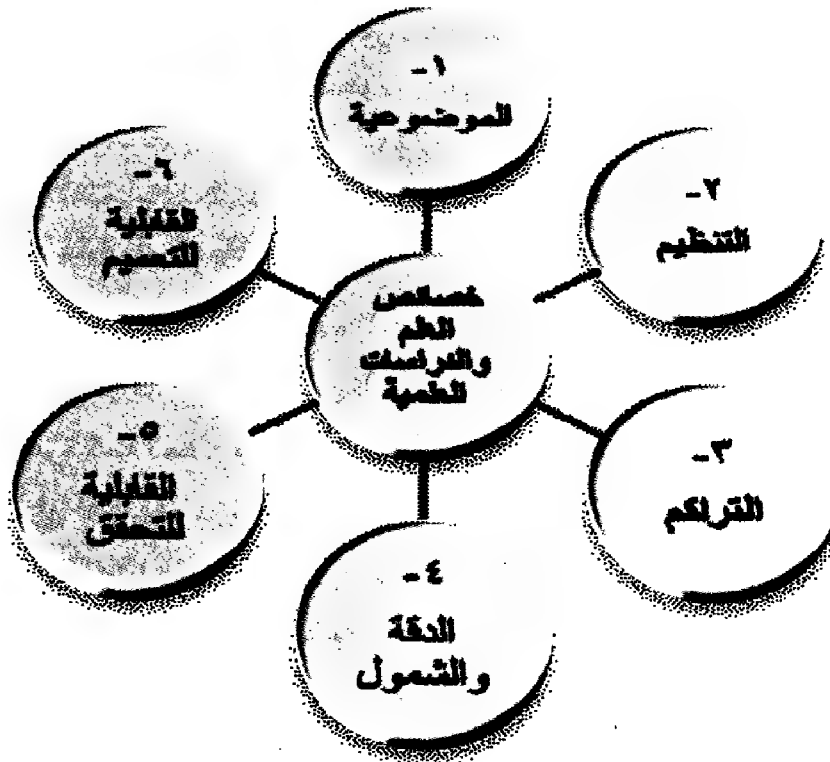 خصائص
العلم
والدراسات
العلمية
١-
الموضوعية
٢-
التنظيم
٣-
التراكم
٤-
الدقة
والشمول
٥-
القابلية
للتحقق
٦-
القابلية
للتعميم